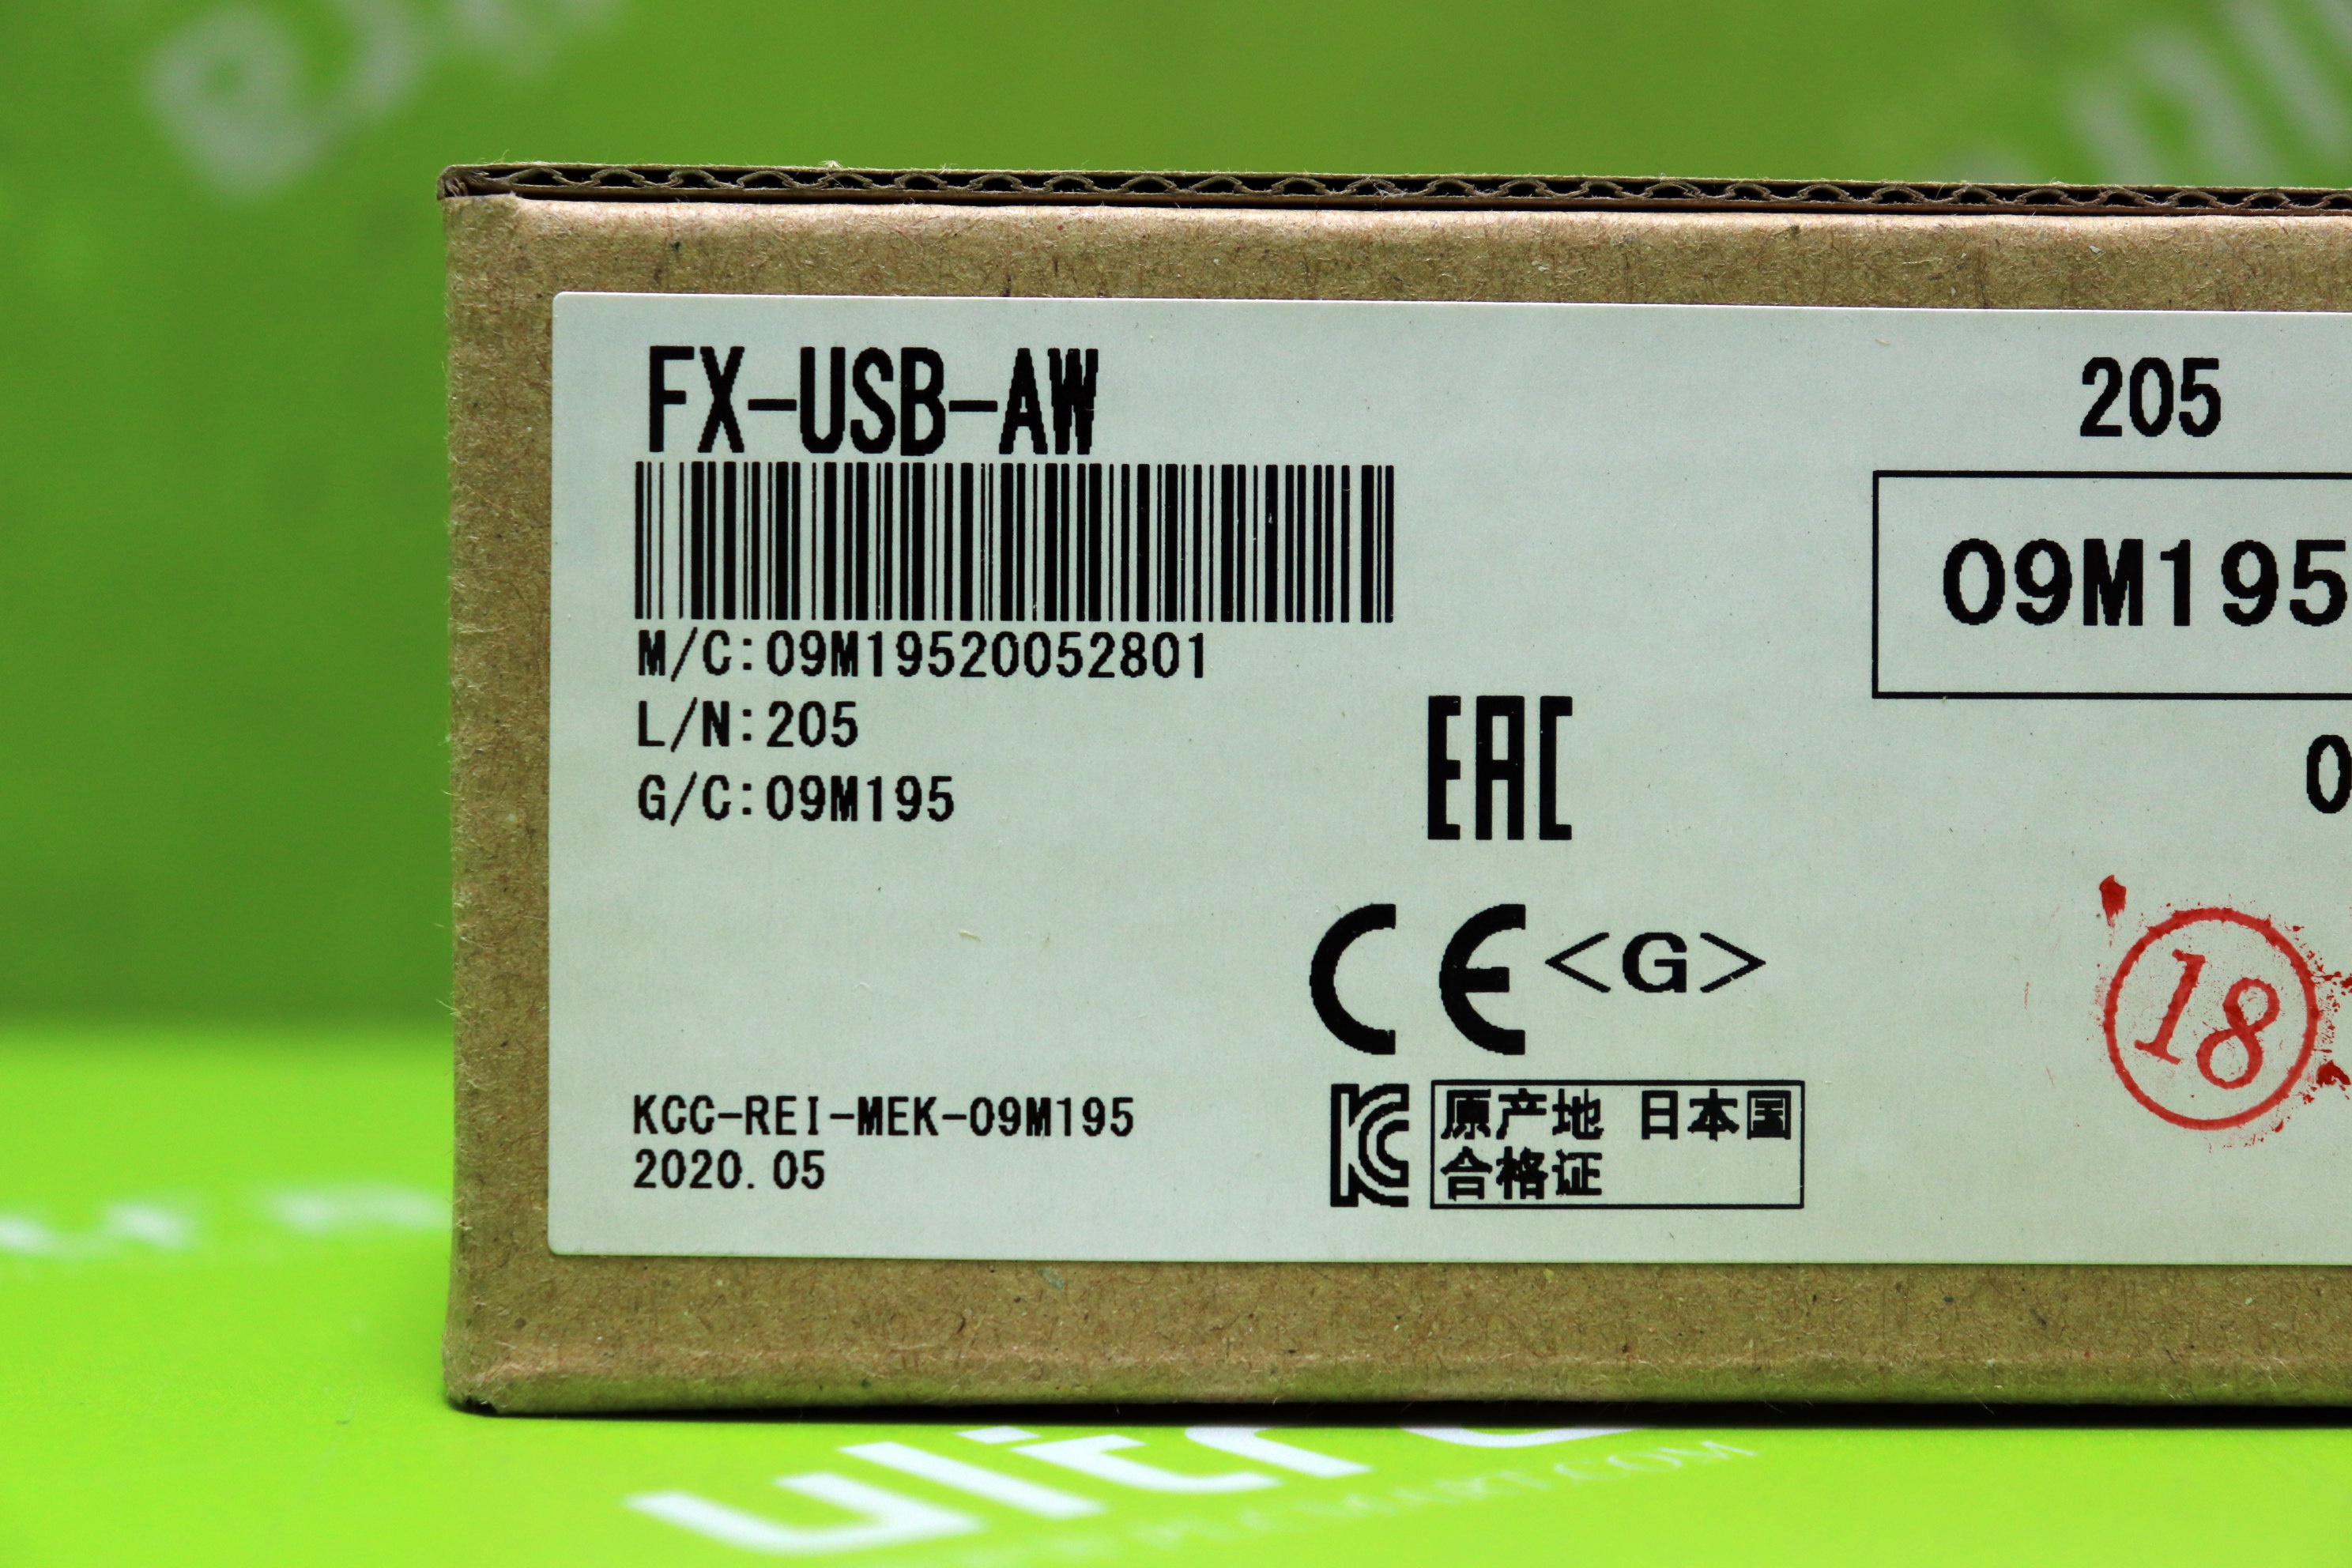 FX-USB-AW
205
09M195
M/C:09M19520052801
L/N:205
G/C:09M195
EAC
0
CE<G>
18
KCC-REI-MEK-09M195
2020.05
原产地 日本国
合格证